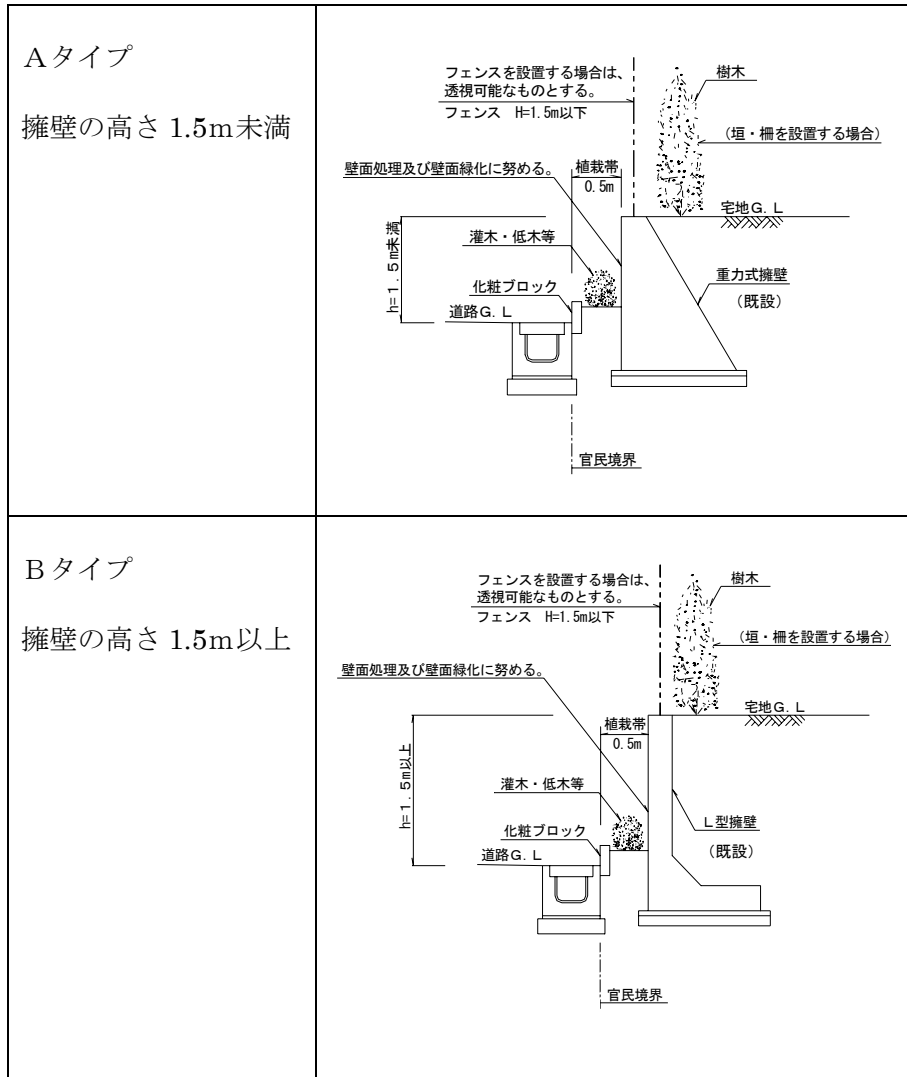 Aタイプ
擁壁の高さ 1.5m未満
フェンスを設置する場合は、
透視可能なものとする。
フェンス H=1.5m以下
樹木
(垣・柵を設置する場合)
壁面処理及び壁面緑化に努める。
植栽帯
0.5m
宅地G.L
h=1.5m未満
灌木・低木等
化粧ブロック
道路G.L
重力式擁壁
(既設)
官民境界
Bタイプ
擁壁の高さ 1.5m以上
フェンスを設置する場合は、
透視可能なものとする。
フェンス H=1.5m以下
樹木
(垣・柵を設置する場合)
壁面処理及び壁面緑化に努める。
宅地G.L
植栽帯
0.5m
h=1.5m以上
灌木・低木等
化粧ブロック
道路G.L
L型擁壁
(既設)
官民境界